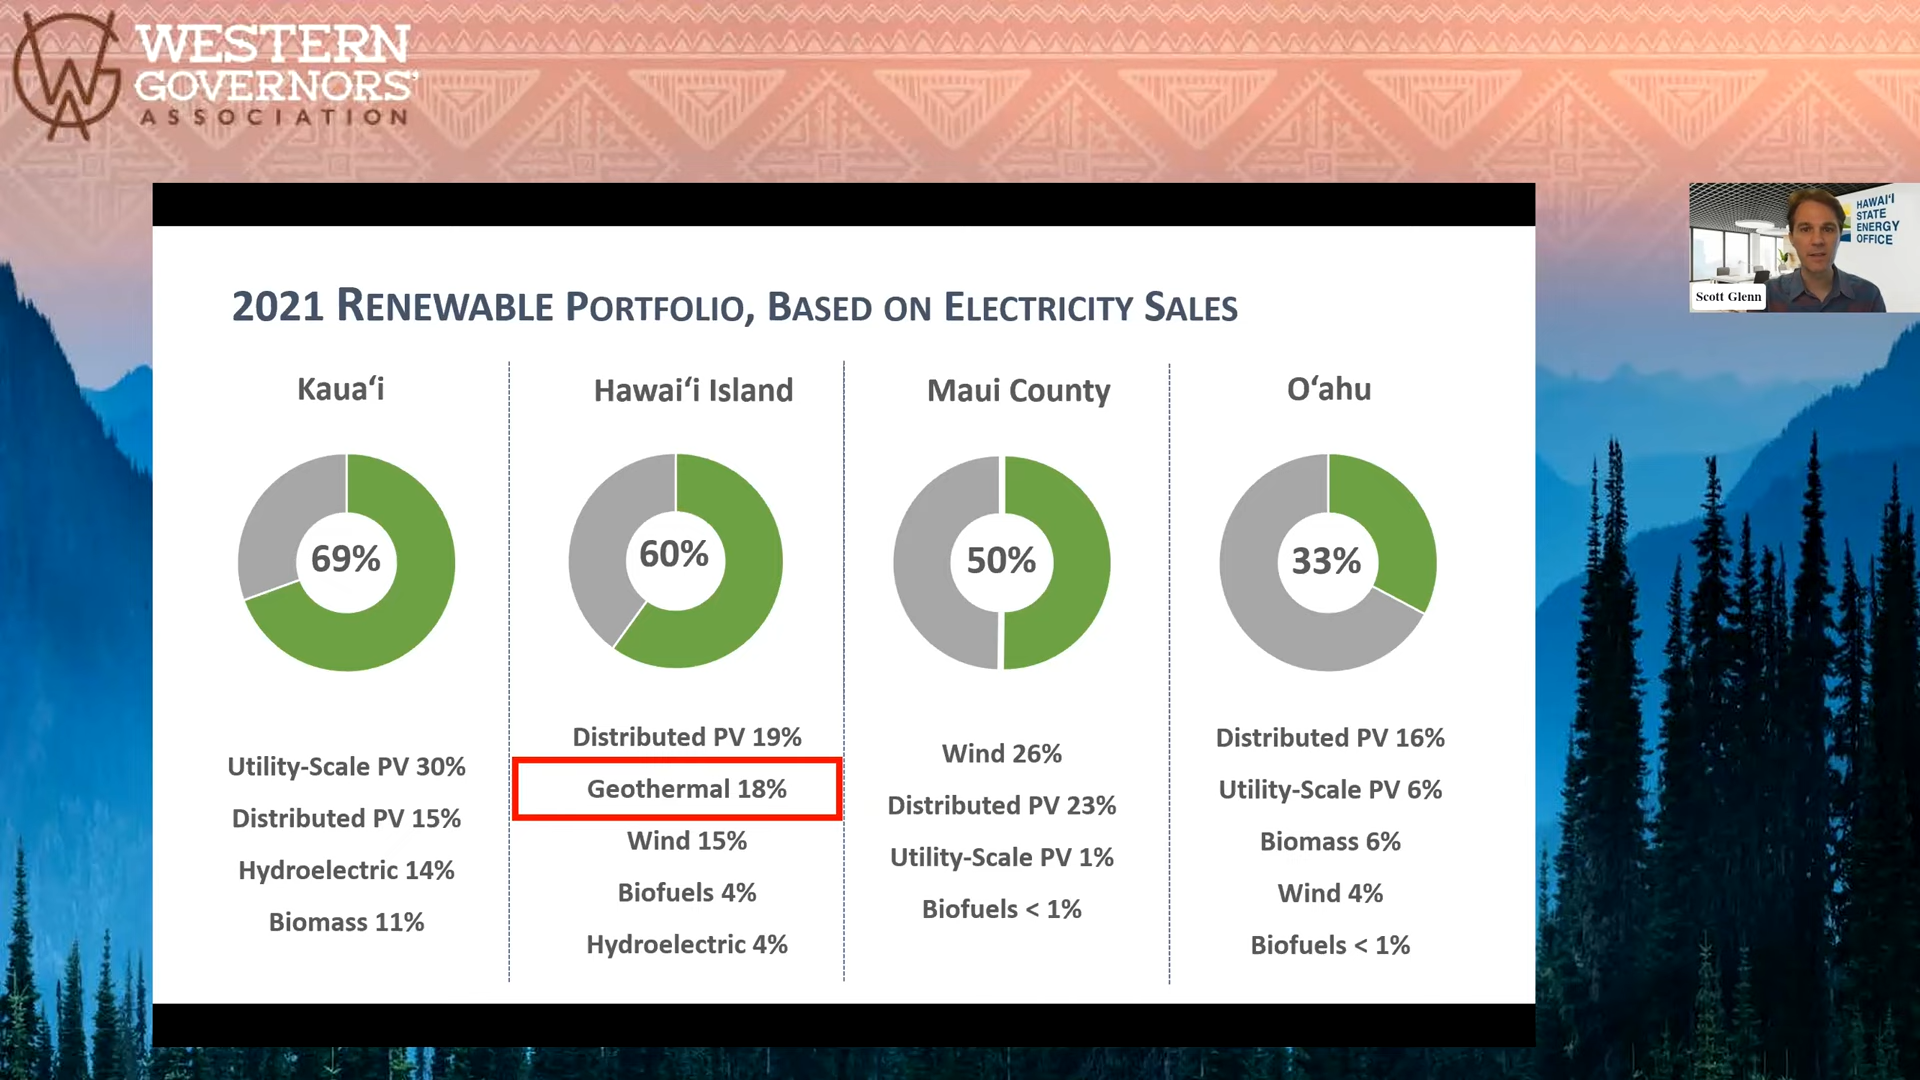 WESTERN
GOVERNORS'
ASSOCIATION
HAWAI'I
STATE
ENERGY
OFFICE
Scott Glenn
2021 RENEWABLE PORTFOLIO, BASED ON ELECTRICITY SALES
Kauaʻi
69%
Utility-Scale PV 30%
Distributed PV 15%
Hydroelectric 14%
Biomass 11%
Hawaiʻi Island
60%
Distributed PV 19%
Geothermal 18%
Wind 15%
Biofuels 4%
Hydroelectric 4%
Maui County
50%
Wind 26%
Distributed PV 23%
Utility-Scale PV 1%
Biofuels < 1%
Oʻahu
33%
Distributed PV 16%
Utility-Scale PV 6%
Biomass 6%
Wind 4%
Biofuels < 1%